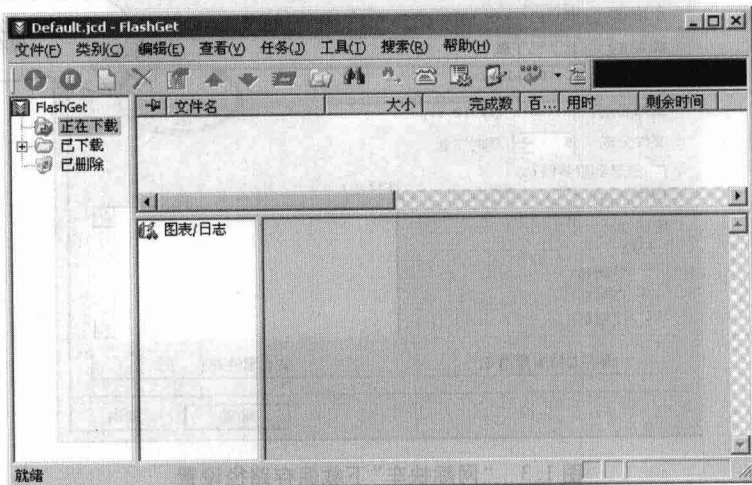 Default.jcd - FlashGet
文件(F) 类别(C) 编辑(E) 查看(V) 任务(J) 工具(T) 搜索(R) 帮助(H)
FlashGet
正在下载
已下载
已删除
文件名 大小 完成数 百... 用时 剩余时间
图表/日志
就绪